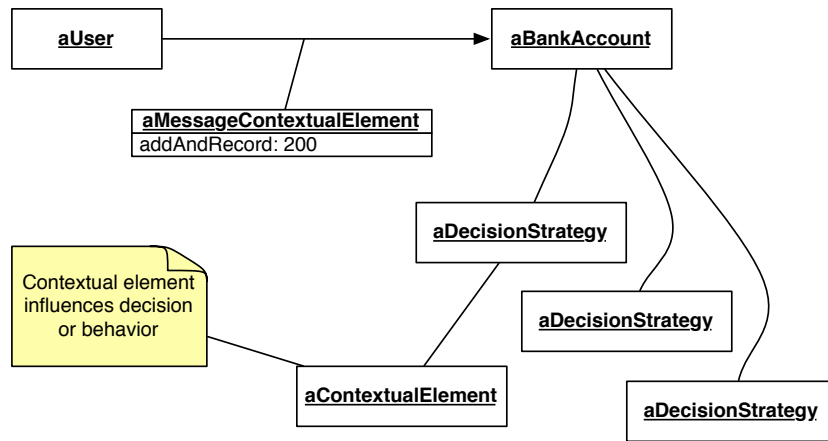 aUser
aBankAccount
aMessageContextualElement
addAndRecord: 200
aDecisionStrategy
Contextual element
influences decision
or behavior
aDecisionStrategy
aContextualElement
aDecisionStrategy